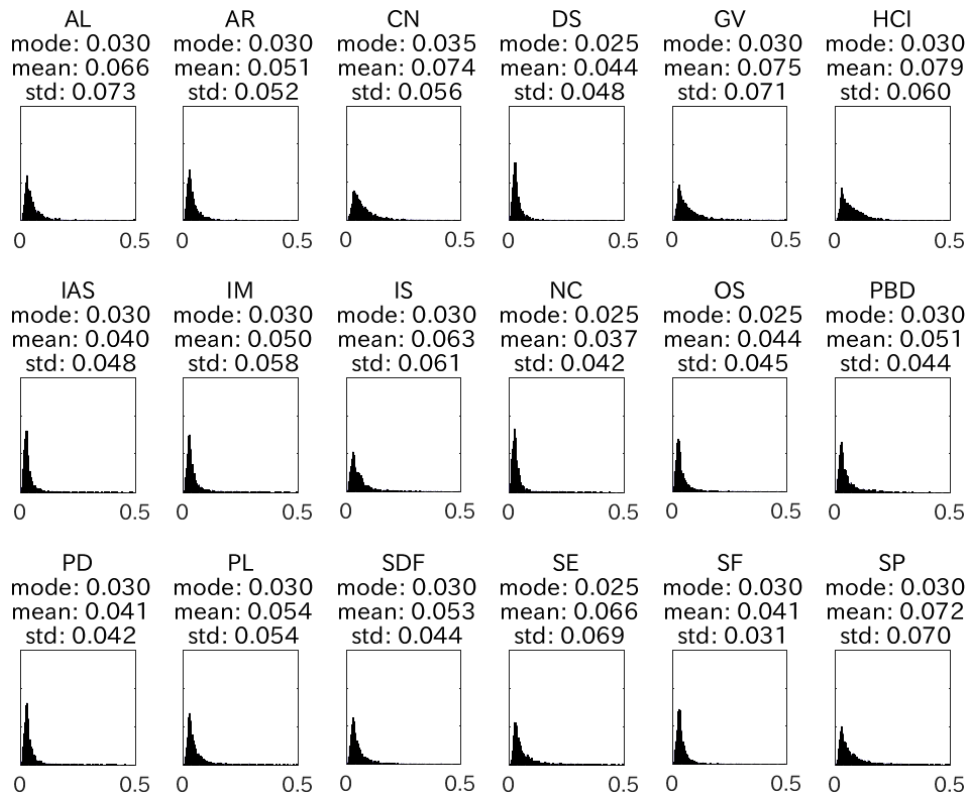 AL
mode: 0.030
mean: 0.066
std: 0.073
0 0.5
AR
mode: 0.030
mean: 0.051
std: 0.052
0 0.5
CN
mode: 0.035
mean: 0.074
std: 0.056
0 0.5
DS
mode: 0.025
mean: 0.044
std: 0.048
0 0.5
GV
mode: 0.030
mean: 0.075
std: 0.071
0 0.5
HCI
mode: 0.030
mean: 0.079
std: 0.060
0 0.5
IAS
mode: 0.030
mean: 0.040
std: 0.048
0 0.5
IM
mode: 0.030
mean: 0.050
std: 0.058
0 0.5
IS
mode: 0.030
mean: 0.063
std: 0.061
0 0.5
NC
mode: 0.025
mean: 0.037
std: 0.042
0 0.5
OS
mode: 0.025
mean: 0.044
std: 0.045
0 0.5
PBD
mode: 0.030
mean: 0.051
std: 0.044
0 0.5
PD
mode: 0.030
mean: 0.041
std: 0.042
0 0.5
PL
mode: 0.030
mean: 0.054
std: 0.054
0 0.5
SDF
mode: 0.030
mean: 0.053
std: 0.044
0 0.5
SE
mode: 0.025
mean: 0.066
std: 0.069
0 0.5
SF
mode: 0.030
mean: 0.041
std: 0.031
0 0.5
SP
mode: 0.030
mean: 0.072
std: 0.070
0 0.5